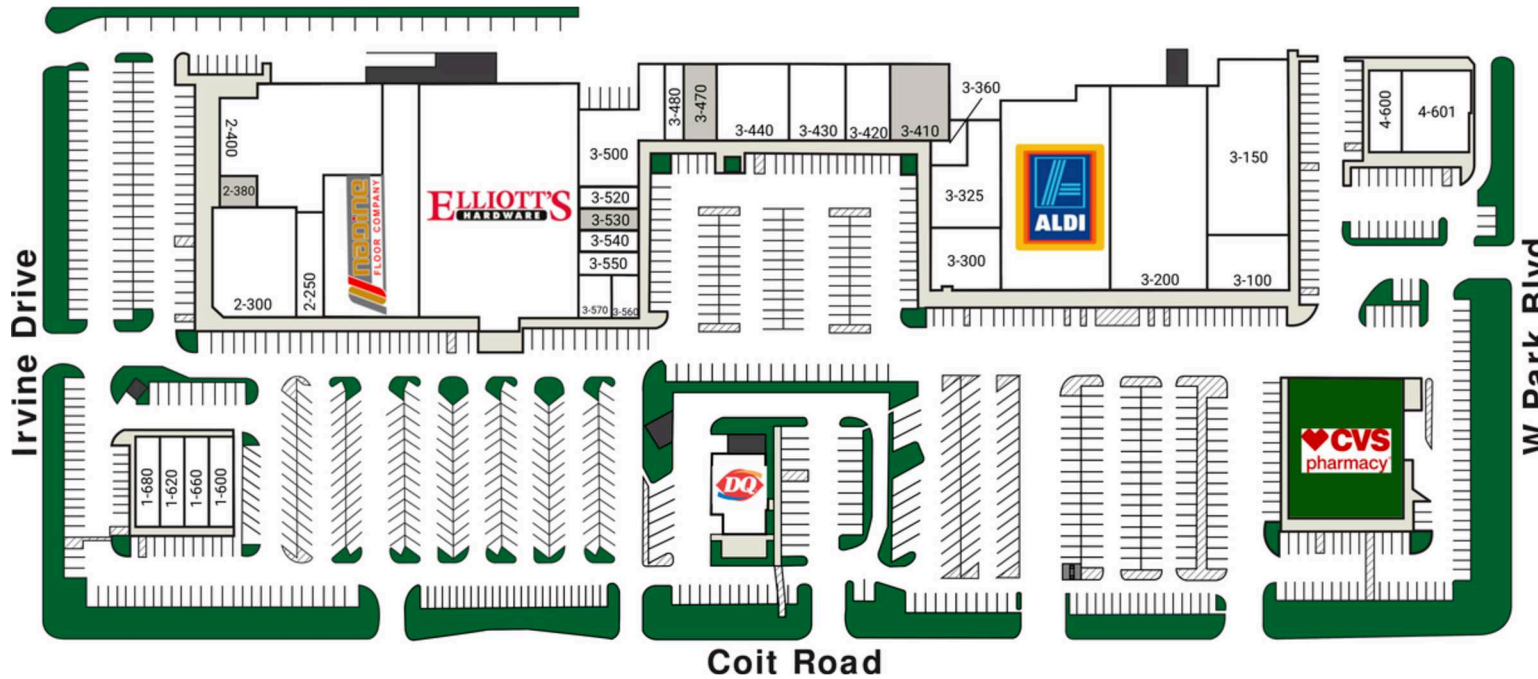 3-360
3-480
3-470
3-440
3-430
3-420
3-410
4-600
4-601
2-400
3-500
3-150
2-380
3-520
3-530
3-540
3-550
3-325
3-300
ELLIOTT'S
HARDWARE
nadine
FLOOR COMPANY
ALDI
2-300
2-250
3-570
3-560
3-200
3-100
Irvine Drive
W Park Blvd
1-680
1-620
1-660
1-600
DQ
CVS
pharmacy
Coit Road